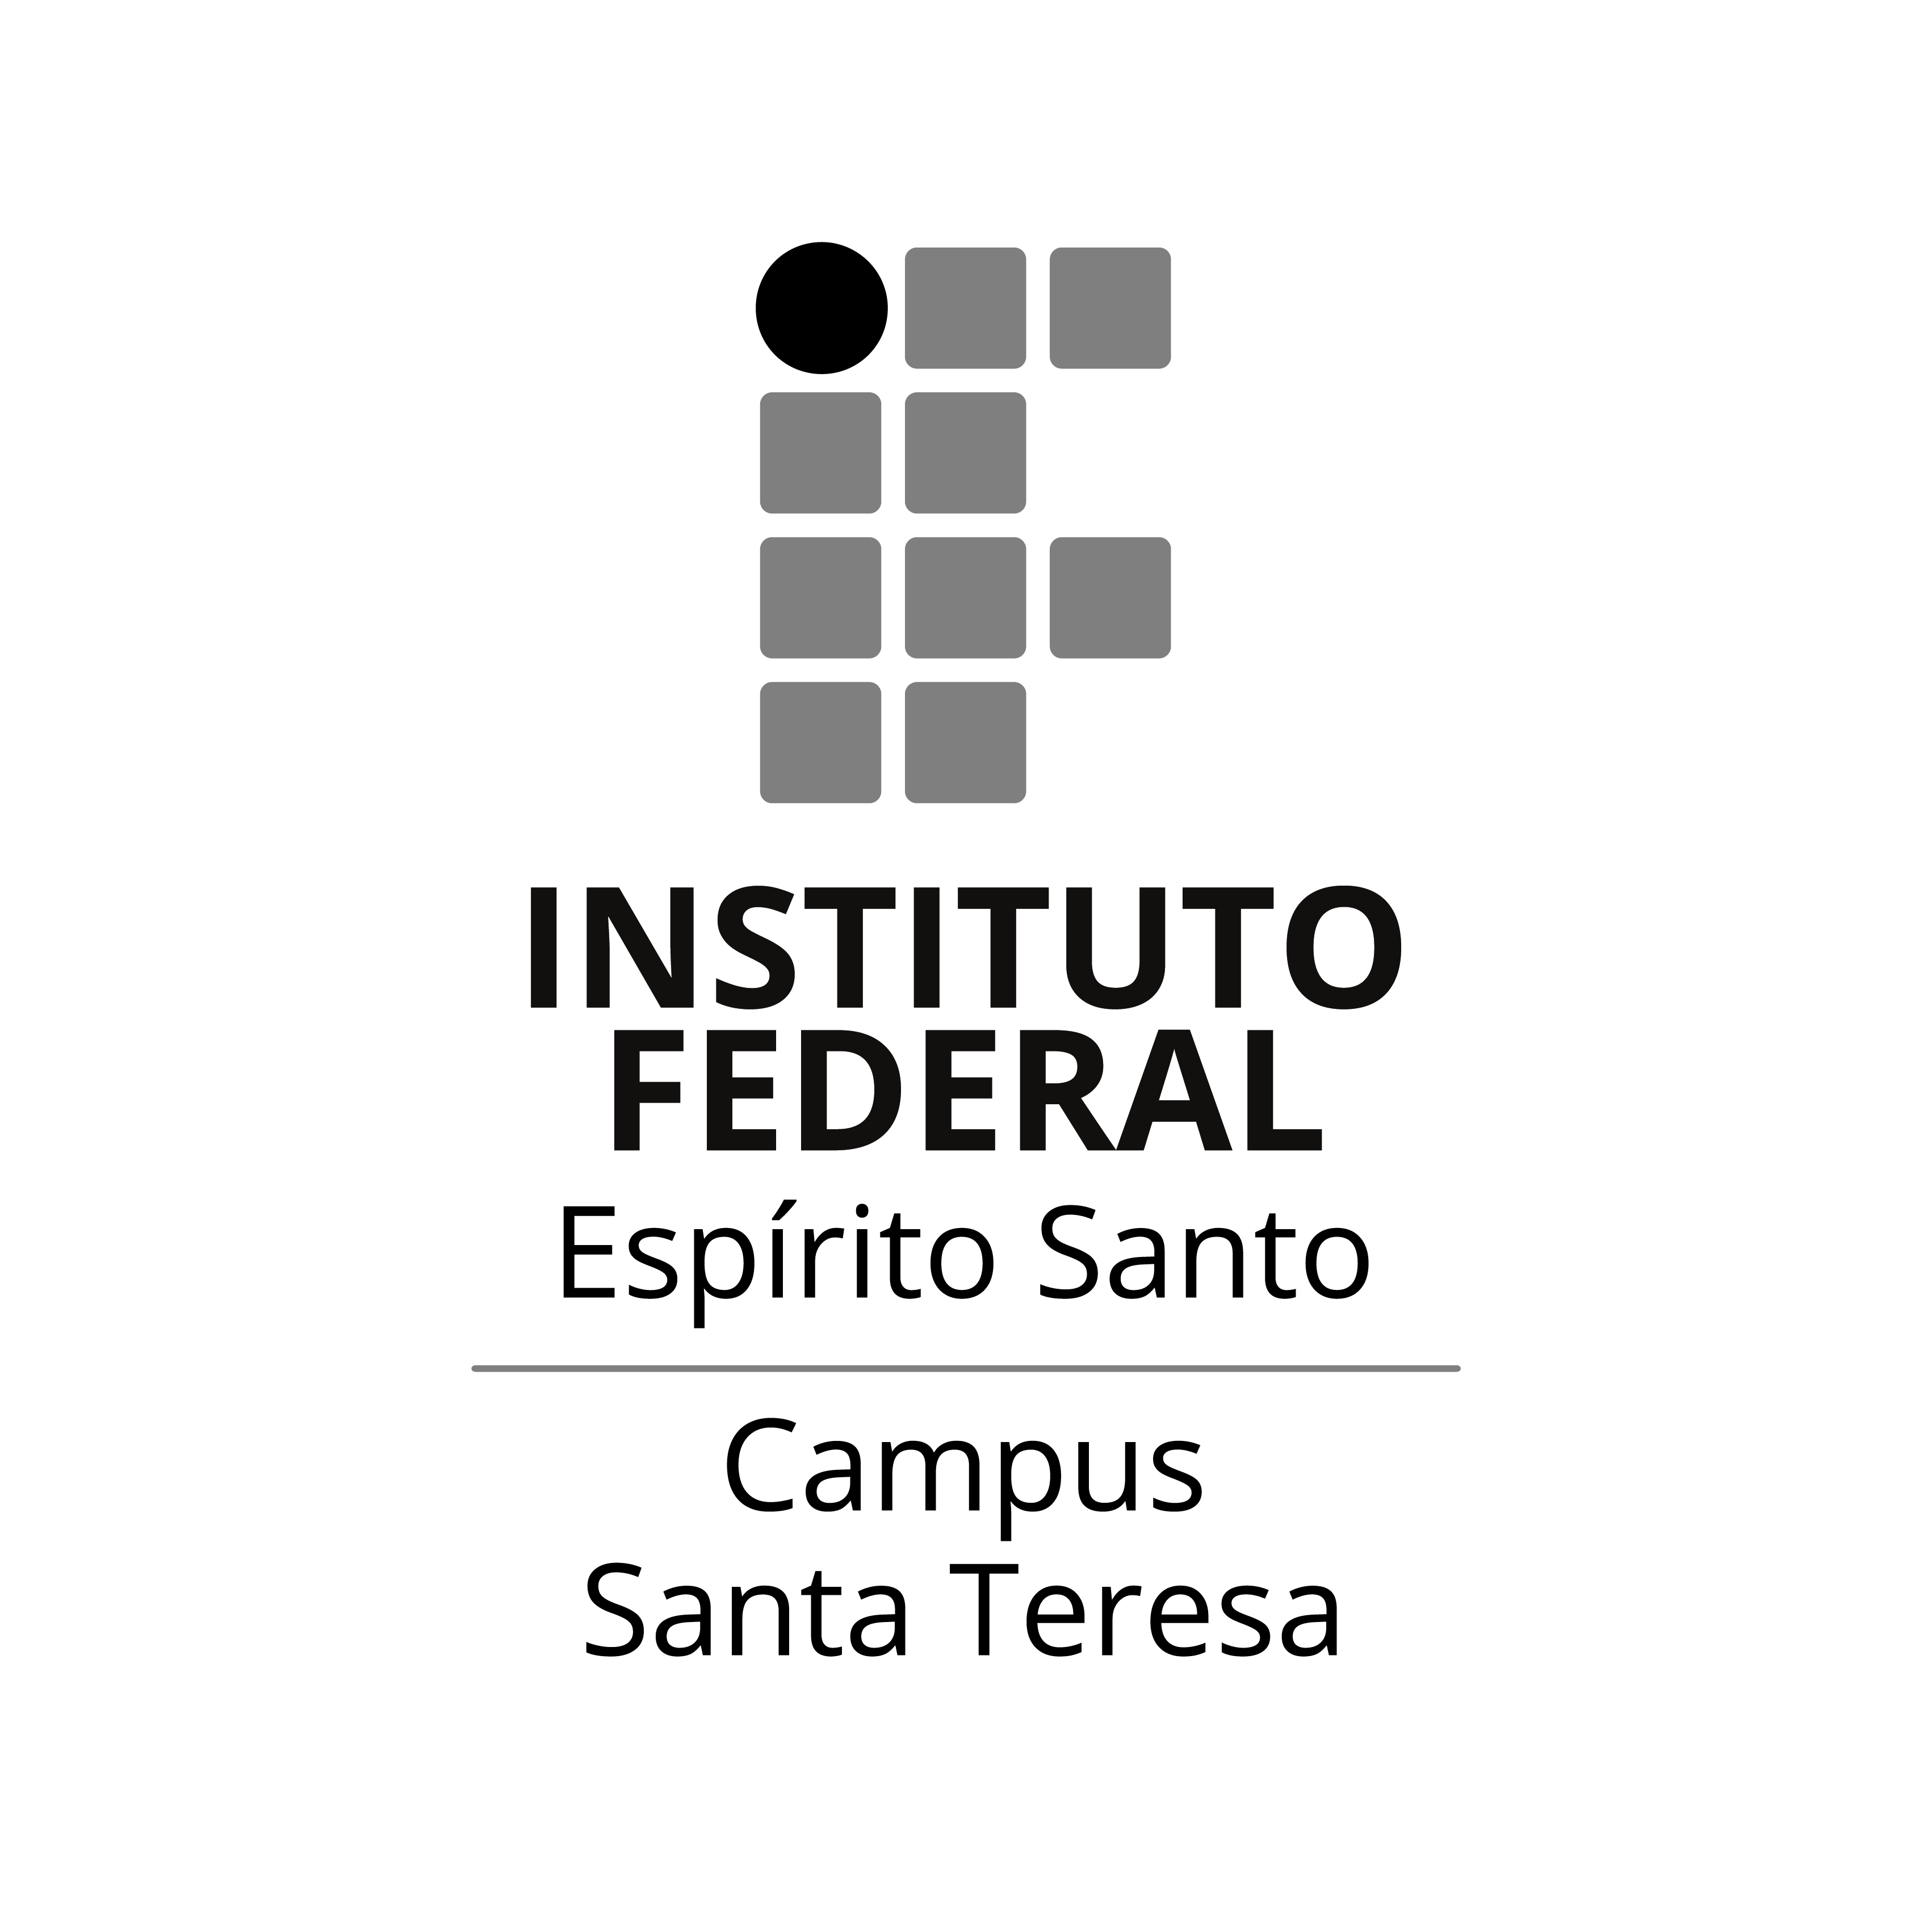 INSTITUTO
FEDERAL
Espírito Santo
Campus
Santa Teresa